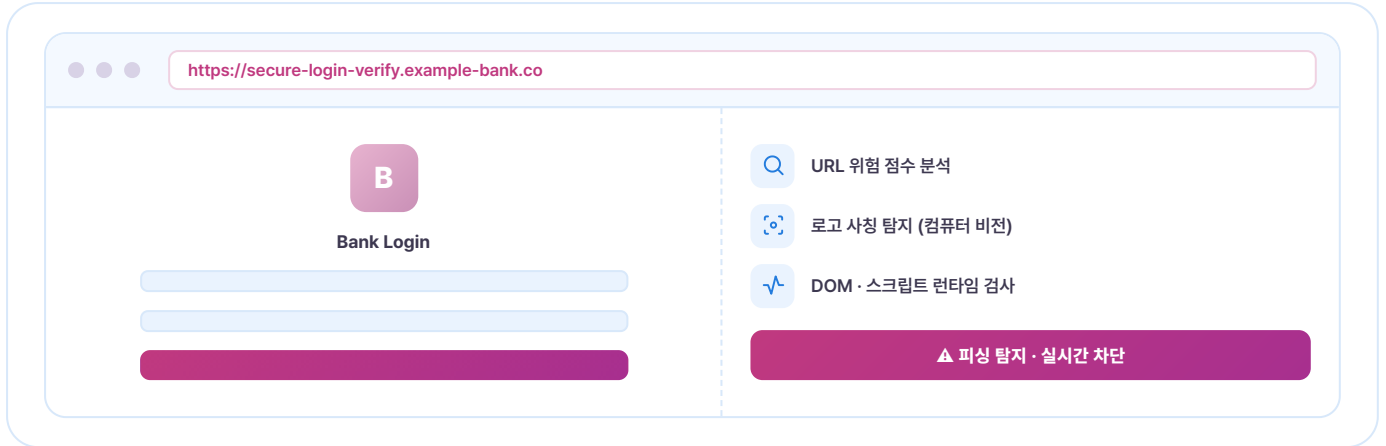 https://secure-login-verify.example-bank.co
B
Bank Login
URL 위험 점수 분석
로고 사칭 탐지 (컴퓨터 비전)
DOM · 스크립트 런타임 검사
⚠ 피싱 탐지 · 실시간 차단